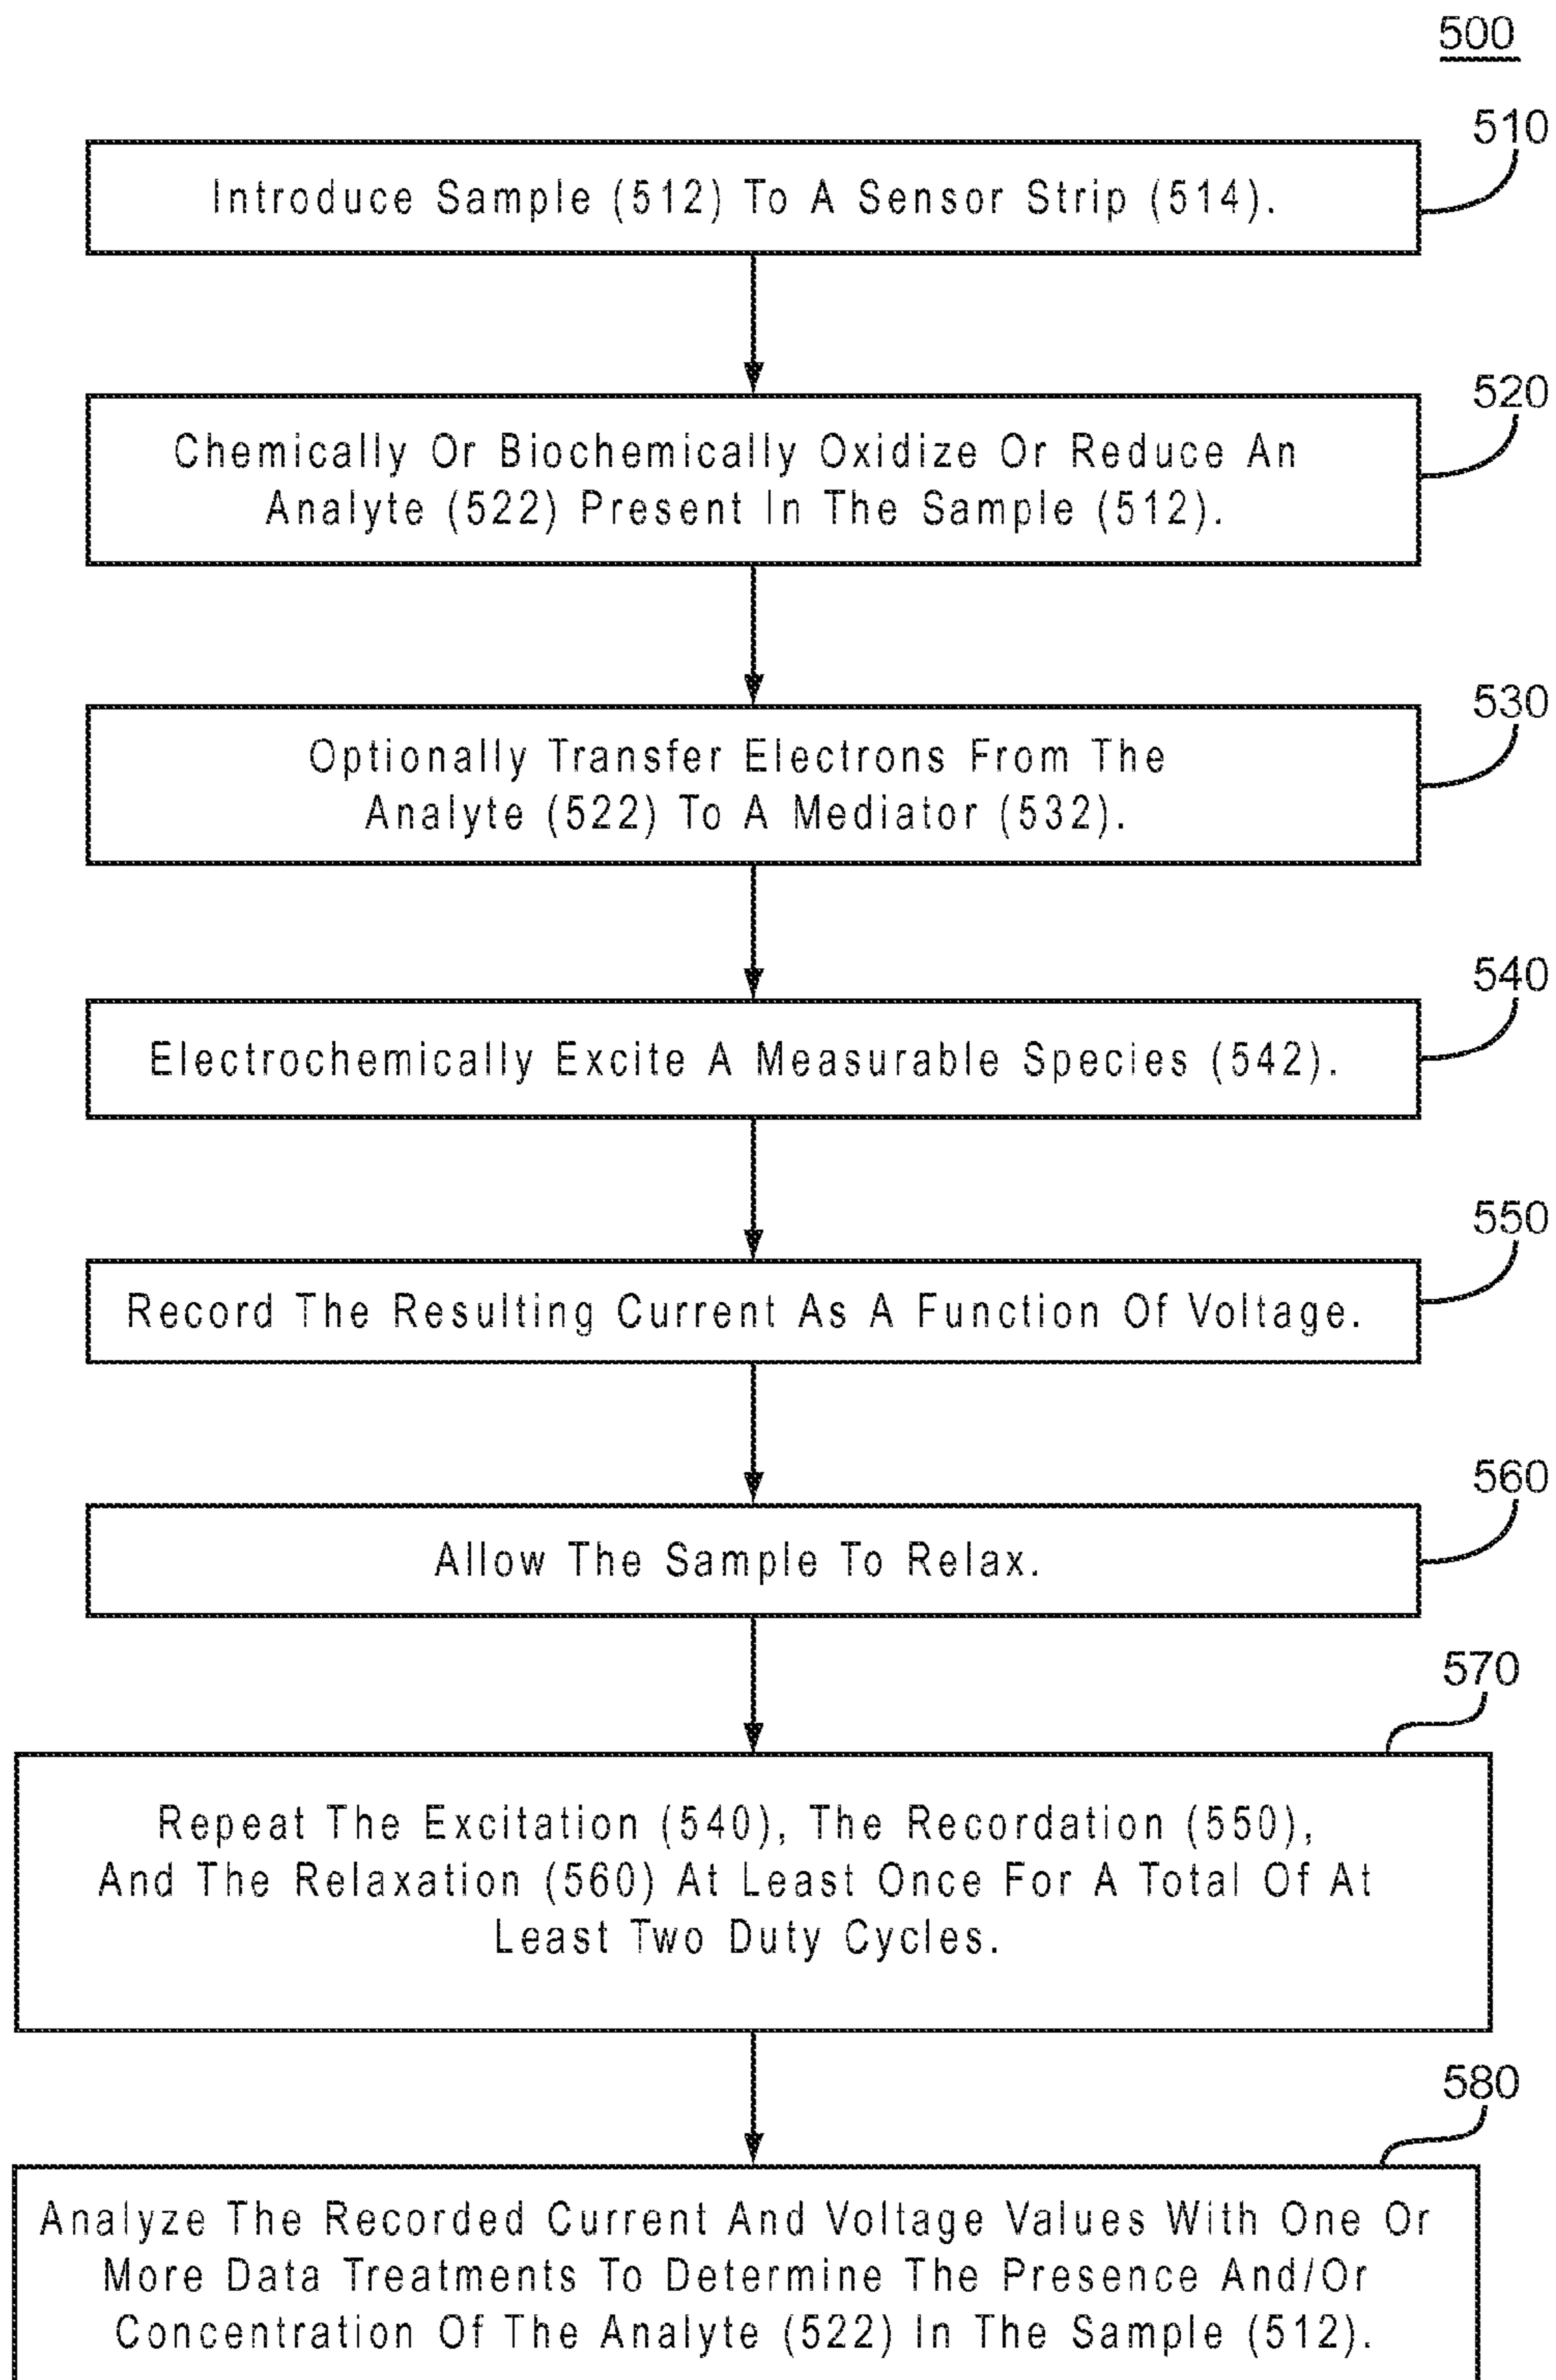 500
510
Introduce Sample (512) To A Sensor Strip (514).
520
Chemically Or Biochemically Oxidize Or Reduce An
Analyte (522) Present In The Sample (512).
530
Optionally Transfer Electrons From The
Analyte (522) To A Mediator (532).
540
Electrochemically Excite A Measurable Species (542).
550
Record The Resulting Current As A Function Of Voltage.
560
Allow The Sample To Relax.
570
Repeat The Excitation (540), The Recordation (550),
And The Relaxation (560) At Least Once For A Total Of At
Least Two Duty Cycles.
580
Analyze The Recorded Current And Voltage Values With One Or
More Data Treatments To Determine The Presence And/Or
Concentration Of The Analyte (522) In The Sample (512).